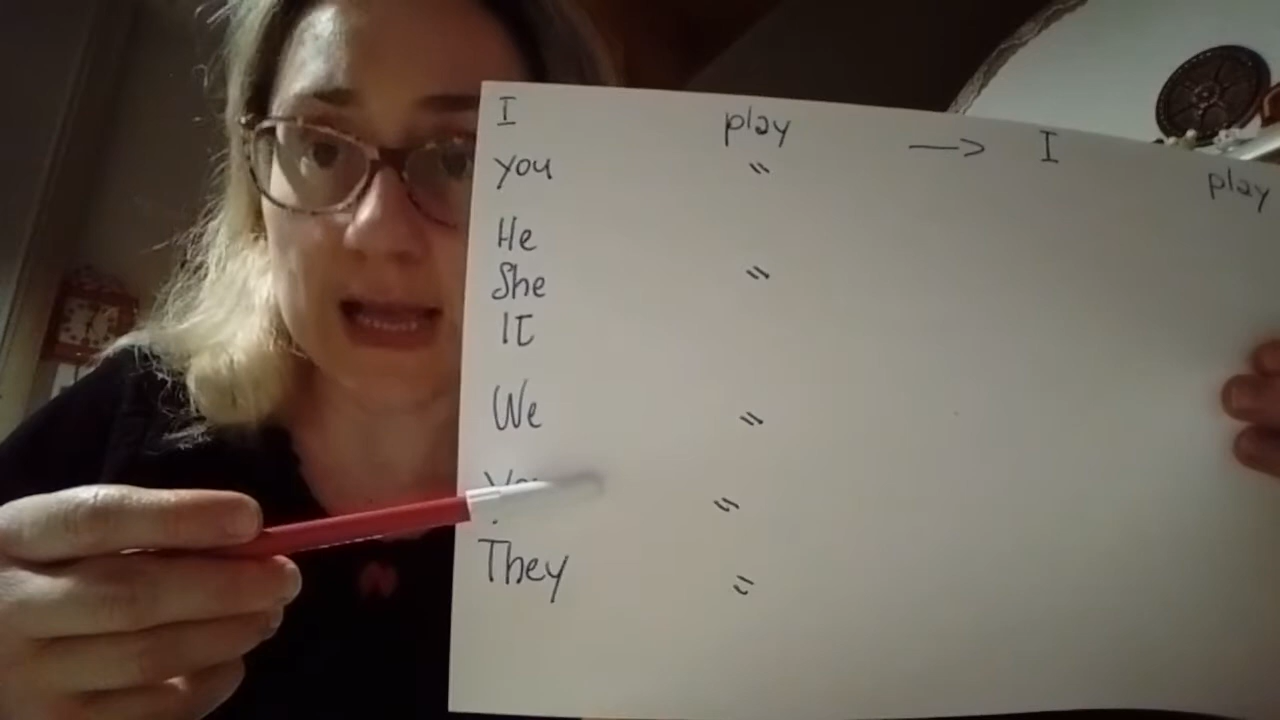 I play → I play
you "
He
She "
It
We "
"
They "